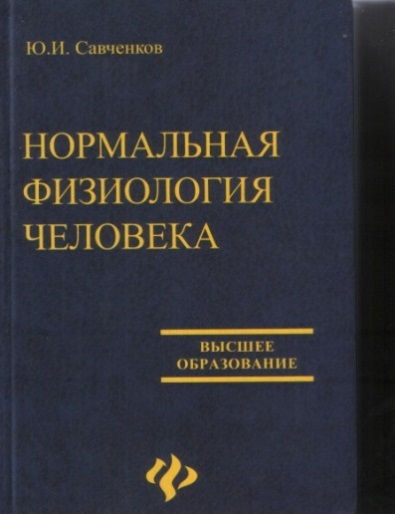 Ю.И. Савченков
НОРМАЛЬНАЯ
ФИЗИОЛОГИЯ
ЧЕЛОВЕКА
ВЫСШЕЕ
ОБРАЗОВАНИЕ